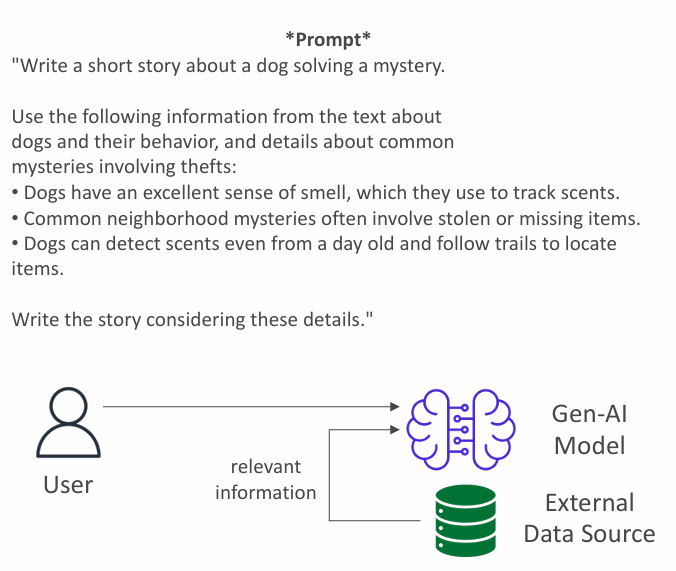 *Prompt*
"Write a short story about a dog solving a mystery.
Use the following information from the text about
dogs and their behavior, and details about common
mysteries involving thefts:
• Dogs have an excellent sense of smell, which they use to track scents.
• Common neighborhood mysteries often involve stolen or missing items.
• Dogs can detect scents even from a day old and follow trails to locate
items.
Write the story considering these details."
User
relevant
information
Gen-AI
Model
External
Data Source